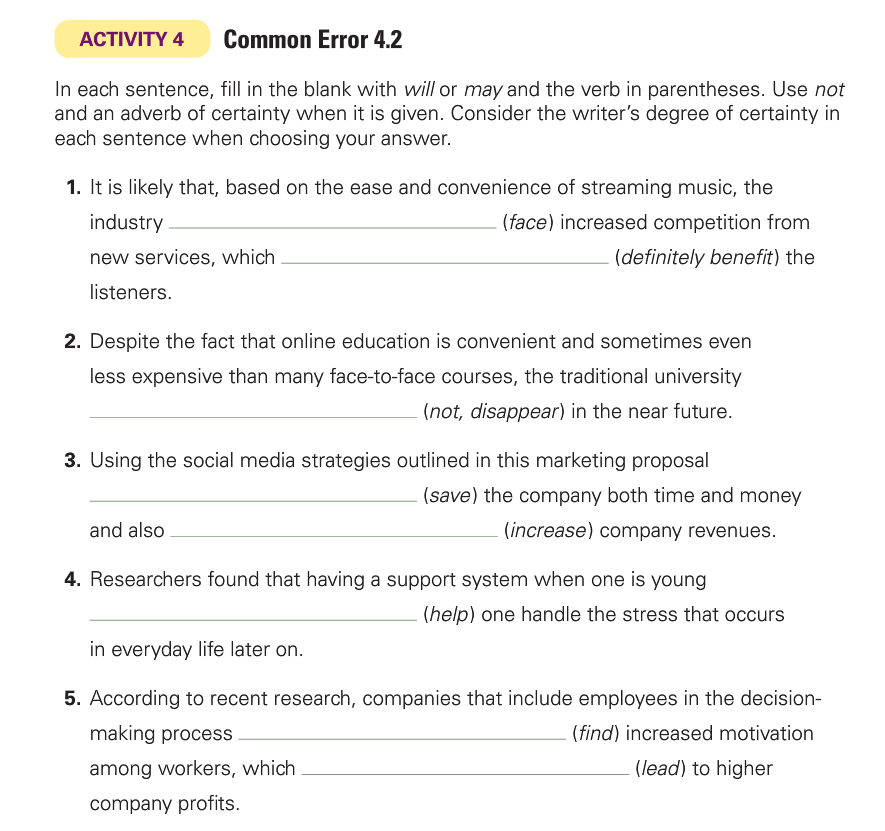 ACTIVITY 4 Common Error 4.2
In each sentence, fill in the blank with will or may and the verb in parentheses. Use not
and an adverb of certainty when it is given. Consider the writer’s degree of certainty in
each sentence when choosing your answer.
1. It is likely that, based on the ease and convenience of streaming music, the
industry ______________________________ (face) increased competition from
new services, which ______________________________ (definitely benefit) the
listeners.
2. Despite the fact that online education is convenient and sometimes even
less expensive than many face-to-face courses, the traditional university
______________________________ (not, disappear) in the near future.
3. Using the social media strategies outlined in this marketing proposal
______________________________ (save) the company both time and money
and also ______________________________ (increase) company revenues.
4. Researchers found that having a support system when one is young
______________________________ (help) one handle the stress that occurs
in everyday life later on.
5. According to recent research, companies that include employees in the decision-
making process ______________________________ (find) increased motivation
among workers, which ______________________________ (lead) to higher
company profits.